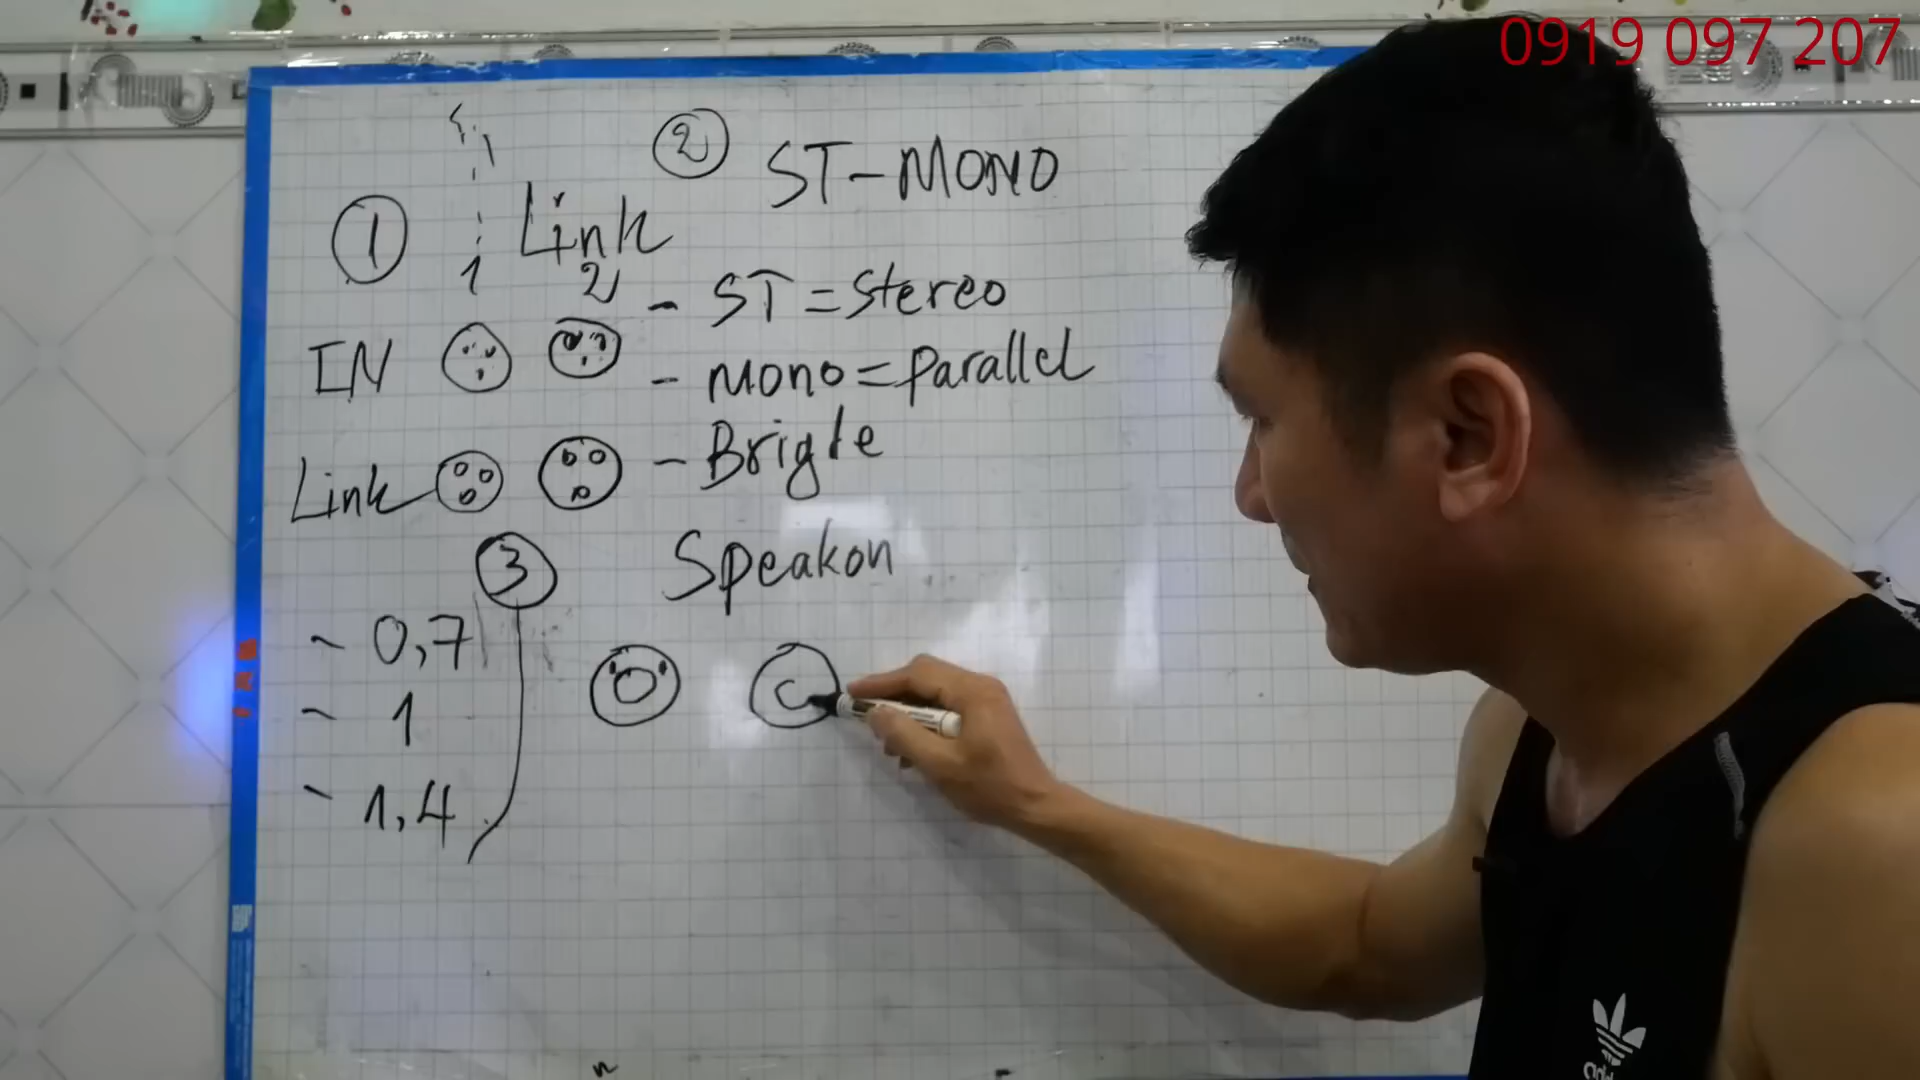 0919 097 207
② ST-MONO
① Link
1 2
- ST = Stereo
IN
- Mono = Parallel
- Brigte
Link
③ Speakon
- 0,7
- 1
- 1,4